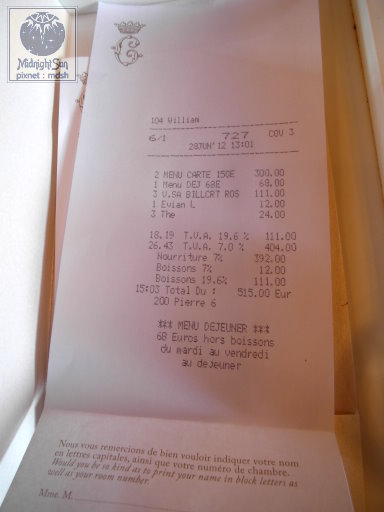 MidnightSun
pixnet : mdsh
104 William
6/1 727 COV 3
28JUN'12 13:01
2 MENU CARTE 150E 300.00
1 Menu DEJ 68E 68.00
3 V.SA BILLCRT ROS 111.00
1 Evian L 12.00
3 The 24.00
18.19 T.V.A. 19.6 % 111.00
26.43 T.V.A. 7.0 % 404.00
Nourriture 7% 392.00
Boissons 7% 12.00
Boissons 19.6% 111.00
15:03 Total Du : 515.00 Eur
200 Pierre 6
*** MENU DEJEUNER ***
68 Euros hors boissons
du mardi au vendredi
au dejeuner
Nous vous remercions de bien vouloir indiquer votre nom
en lettres capitales, ainsi que votre numéro de chambre.
Would you be so kind as to print your name in block letters as
well as your room number.
Mme. M.